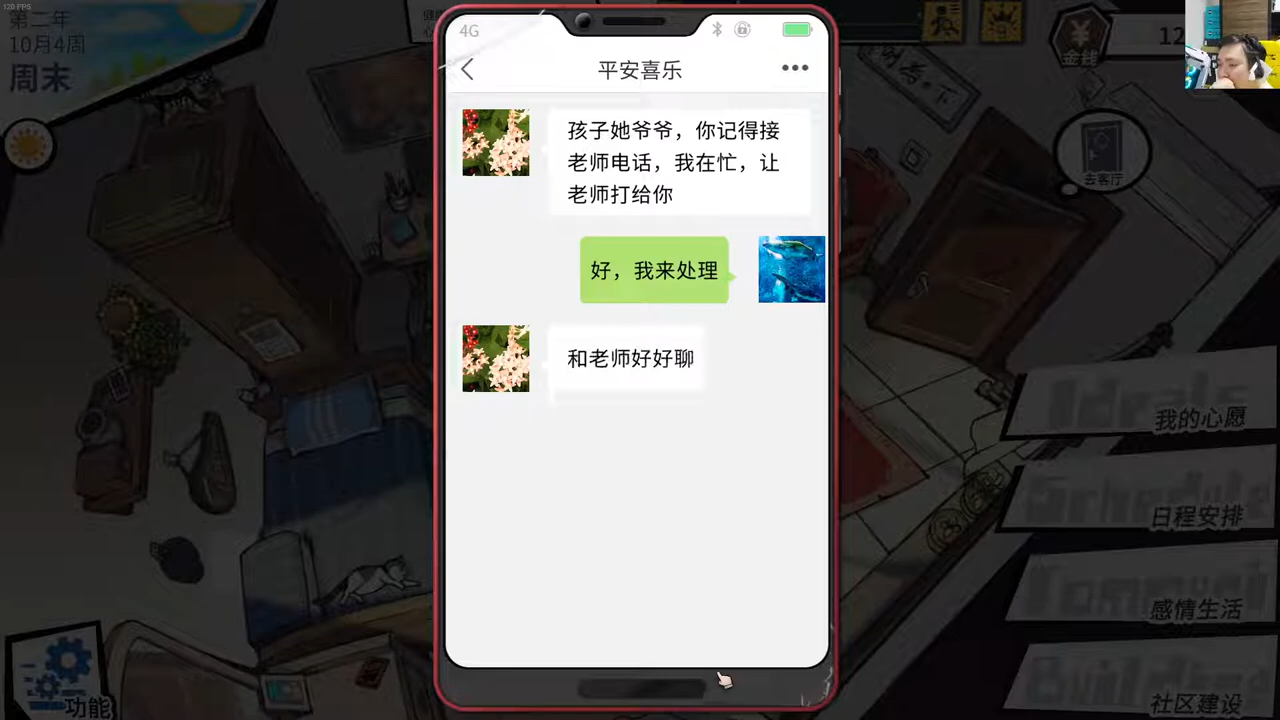 120 FPS
第二年
10月4周
周末
4G
平安喜乐
孩子她爷爷，你记得接
老师电话，我在忙，让
老师打给你
好，我来处理
和老师好好聊
金钱
12
去客厅
我的心愿
日程安排
感情生活
社区建设
功能